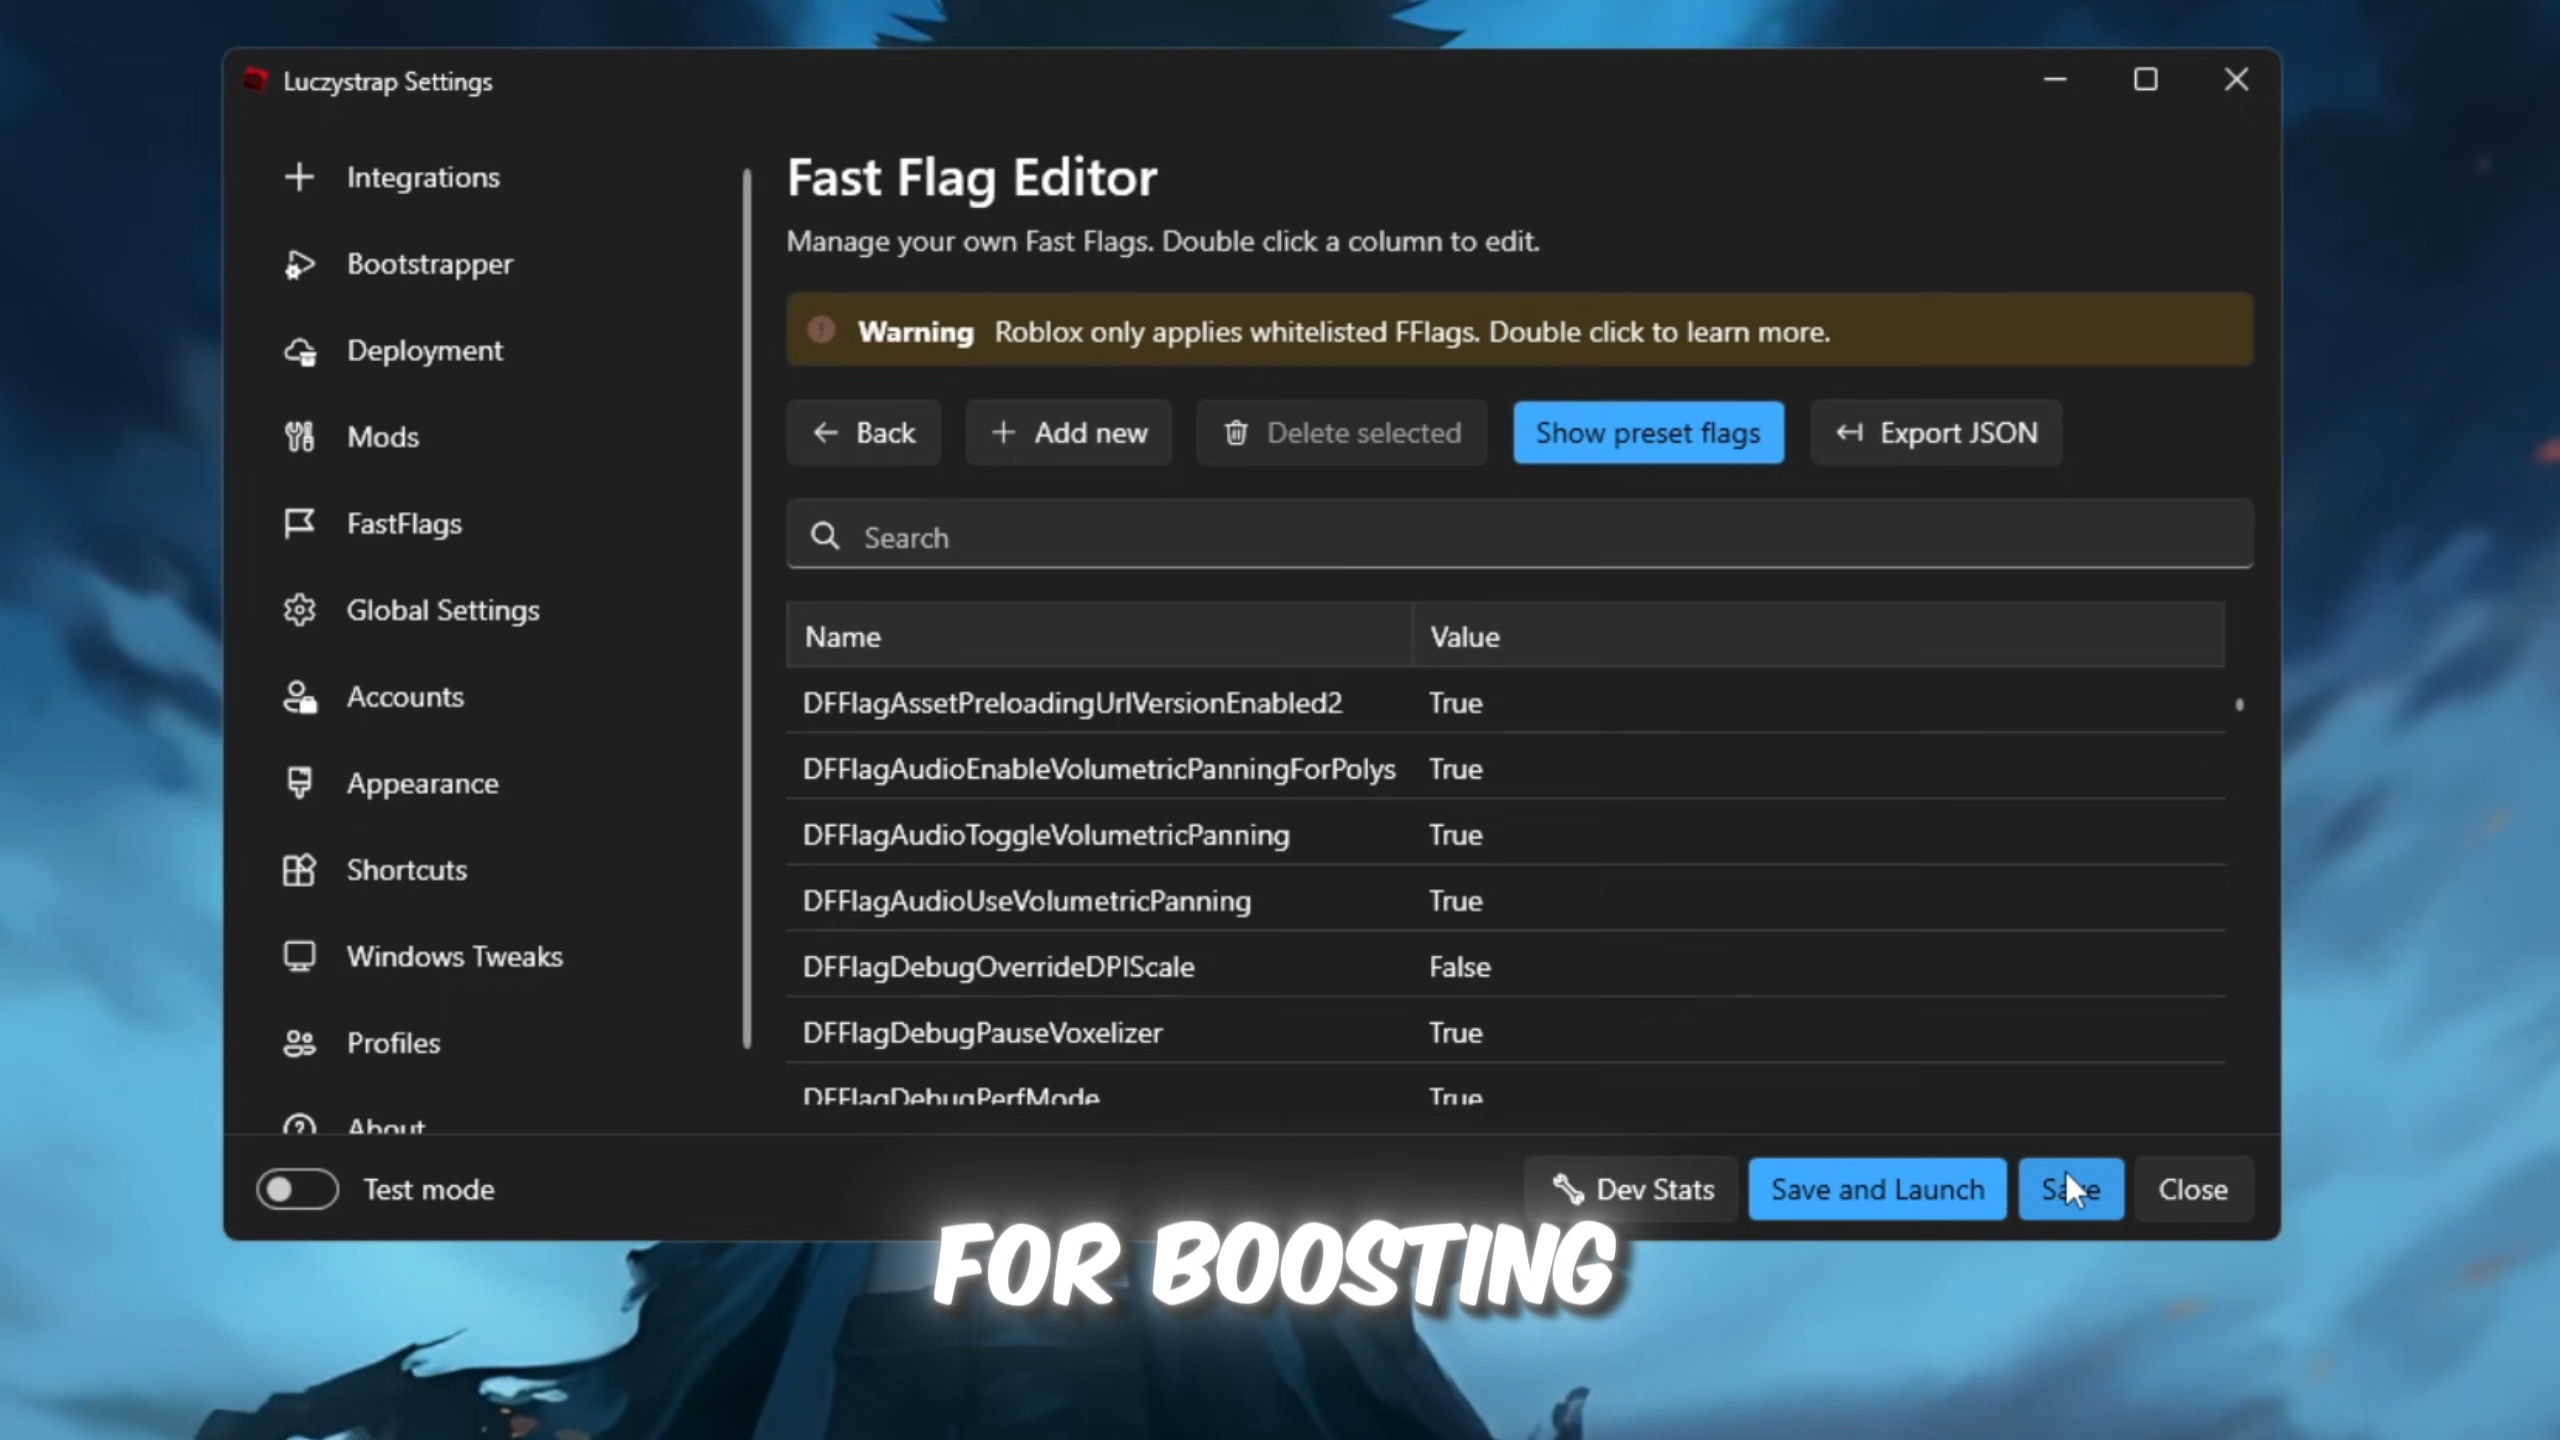 Luczystrap Settings
Integrations
Bootstrapper
Deployment
Mods
FastFlags
Global Settings
Accounts
Appearance
Shortcuts
Windows Tweaks
Profiles
About
Test mode
Fast Flag Editor
Manage your own Fast Flags. Double click a column to edit.
Warning Roblox only applies whitelisted FFlags. Double click to learn more.
Back Add new Delete selected Show preset flags Export JSON
Search
Name Value
DFFlagAssetPreloadingUrlVersionEnabled2 True
DFFlagAudioEnableVolumetricPanningForPolys True
DFFlagAudioToggleVolumetricPanning True
DFFlagAudioUseVolumetricPanning True
DFFlagDebugOverrideDPIScale False
DFFlagDebugPauseVoxelizer True
DFFlagDebugPerfMode True
Dev Stats Save and Launch Save Close
FOR BOOSTING